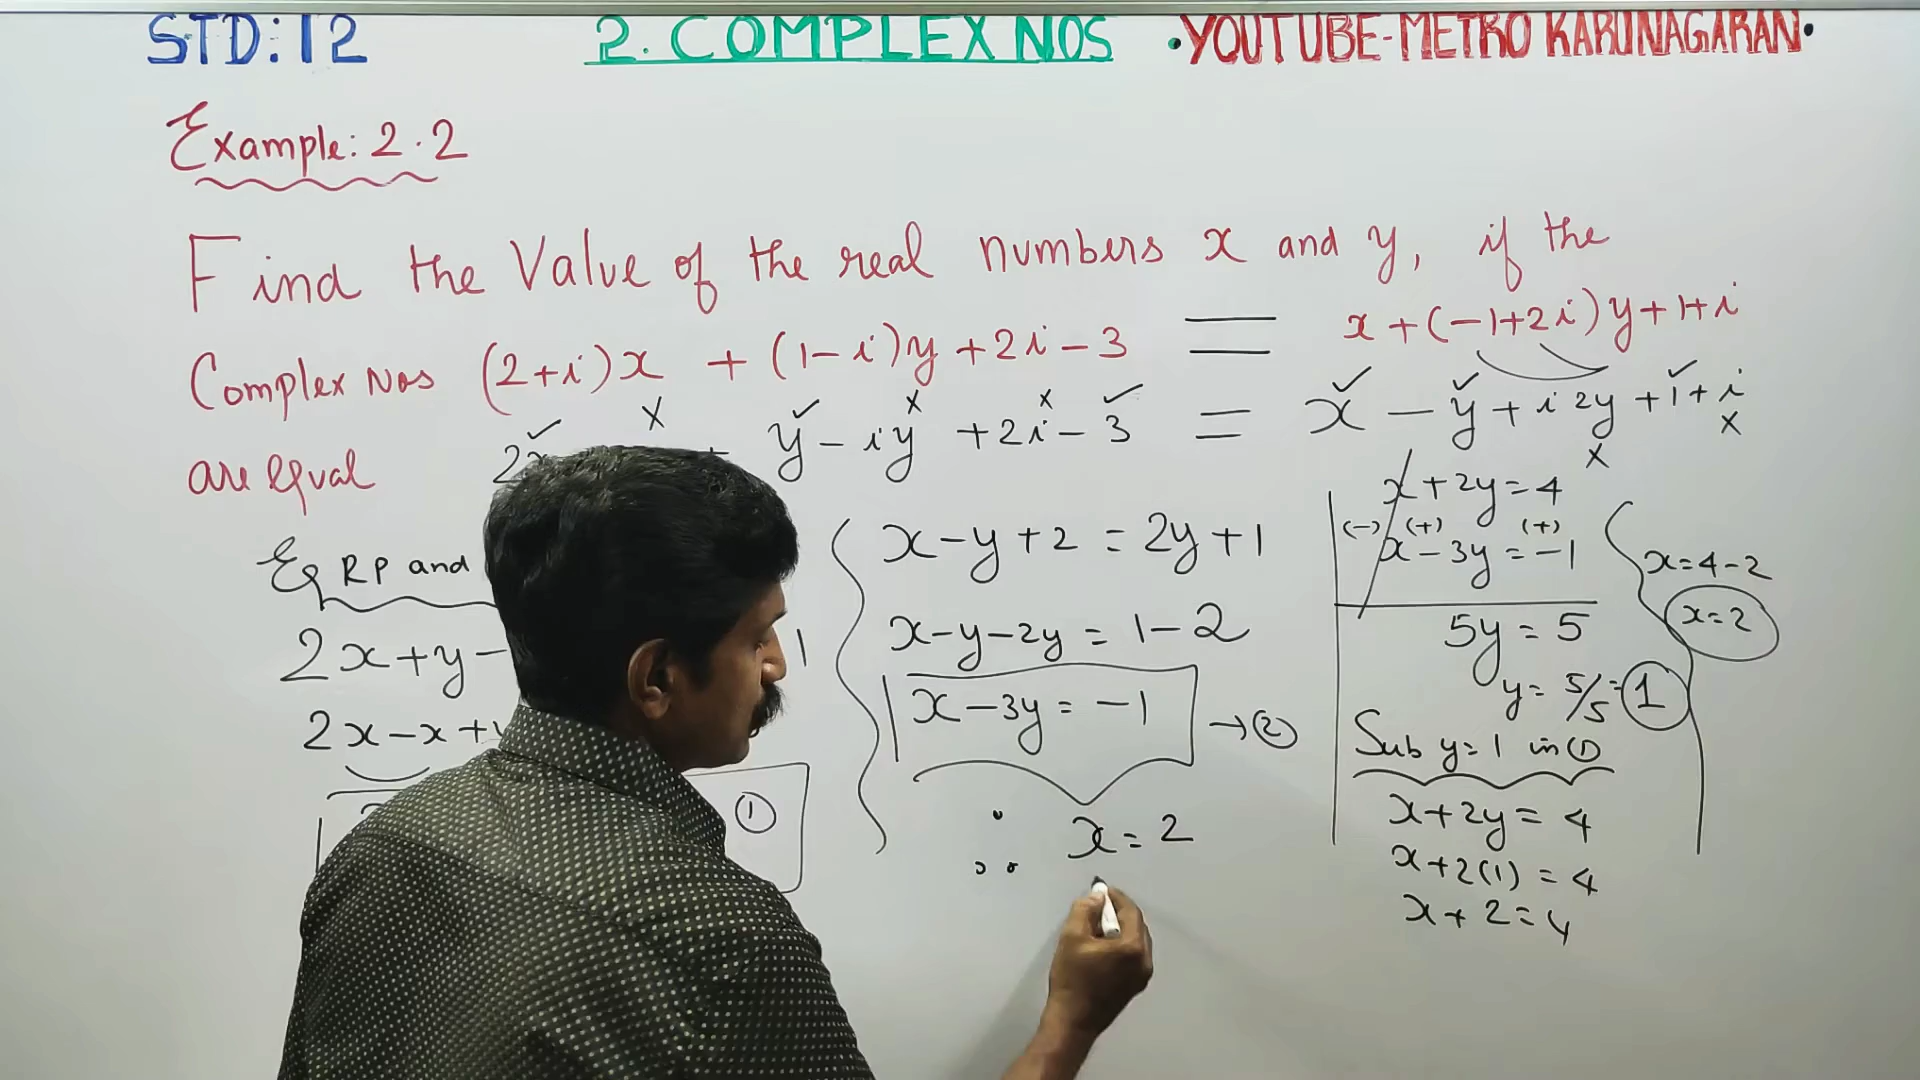 STD: 12
2. COMPLEX NOS
•YOUTUBE-METRO KARUNAGARAN•
Example: 2.2
Find the Value of the real numbers x and y, if the
Complex Nos (2+i)x + (1-i)y + 2i - 3 = x + (-1+2i)y + 1 + i
are equal
2x
y - iy + 2i - 3 = x - y + i2y + 1 + i
Eq RP and
2x + y -
1
2x - x + y
①
x - y + 2 = 2y + 1
x - y - 2y = 1 - 2
x - 3y = -1 → ②
∴ x = 2
x + 2y = 4
(-) (+) (+)
x - 3y = -1
5y = 5
y = 5/5 = 1
Sub y = 1 in ①
x + 2y = 4
x + 2(1) = 4
x + 2 = 4
x = 4 - 2
x = 2